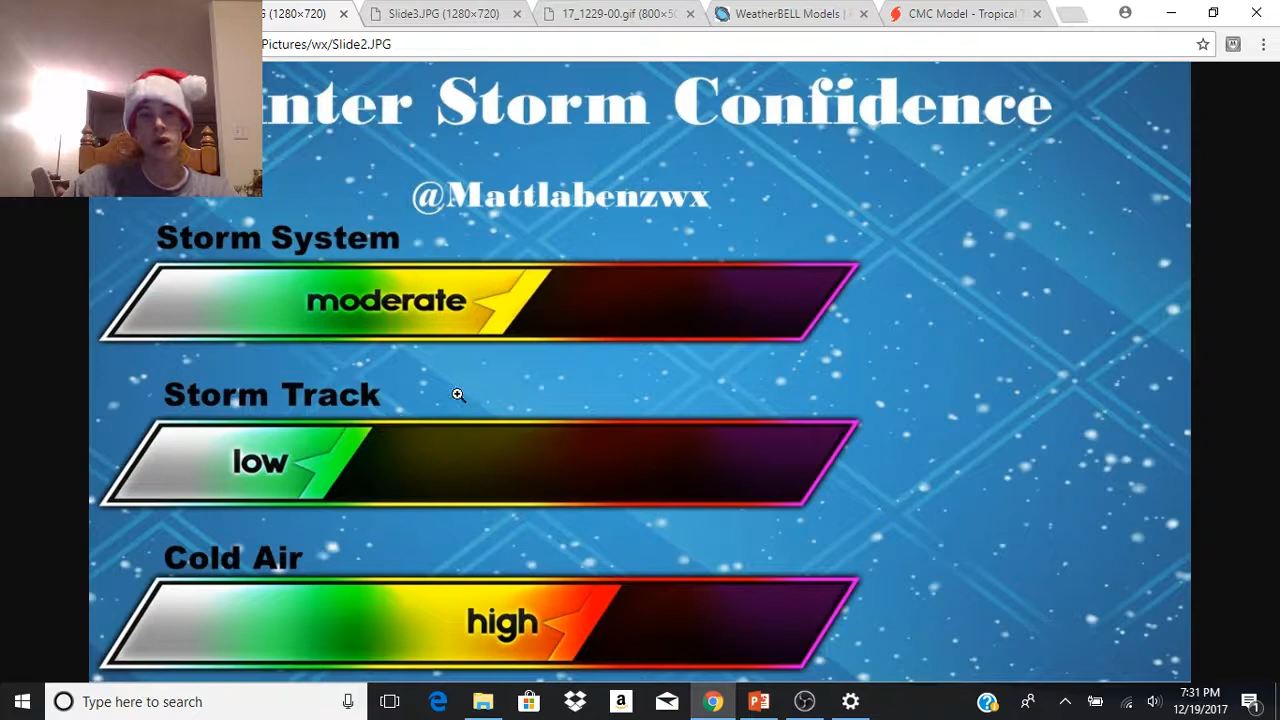 (1280×720)
Slide3.JPG (1280×720)
17_1229-00.gif (800×5
WeatherBELL Models |
CMC Model - Tropical T
Pictures/wx/Slide2.JPG
nter Storm Confidence
@Mattlabenzwx
Storm System
moderate
Storm Track
low
Cold Air
high
Type here to search
7:31 PM
12/19/2017